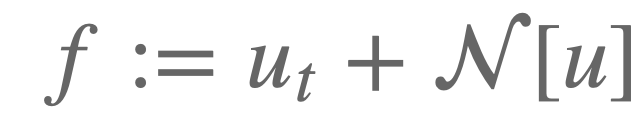 f := u_t + 𝒩[u]